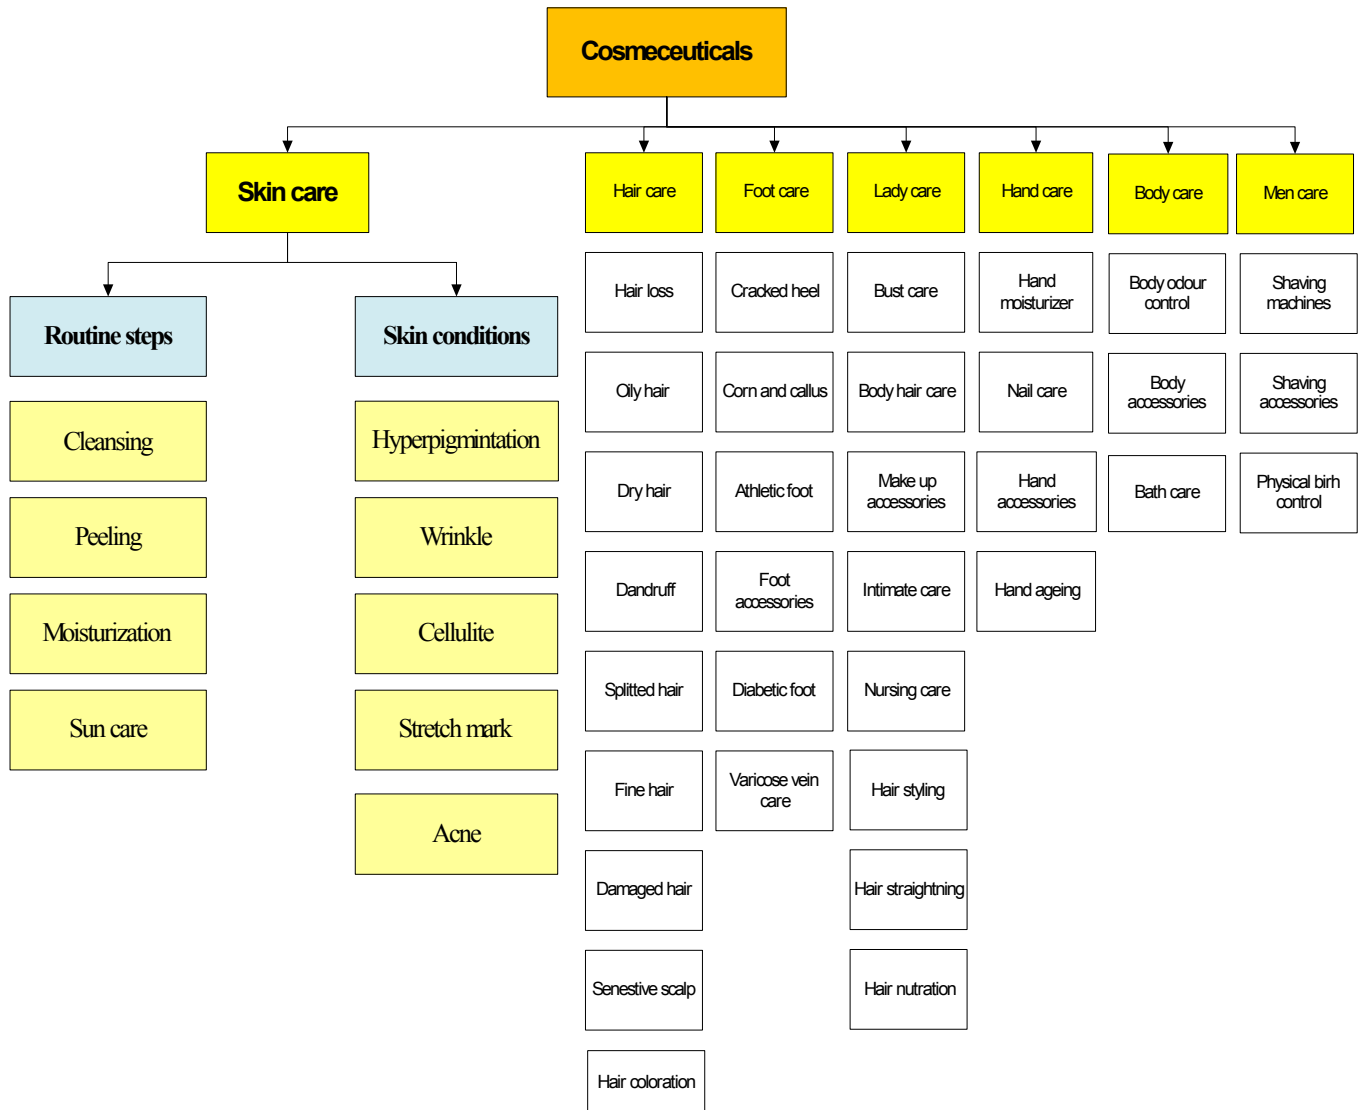 Cosmeceuticals
Skin care
Hair care
Foot care
Lady care
Hand care
Body care
Men care
Routine steps
Skin conditions
Cleansing
Peeling
Moisturization
Sun care
Hyperpigmintation
Wrinkle
Cellulite
Stretch mark
Acne
Hair loss
Oily hair
Dry hair
Dandruff
Splitted hair
Fine hair
Damaged hair
Senestive scalp
Hair coloration
Cracked heel
Corn and callus
Athletic foot
Foot
accessories
Diabetic foot
Varicose vein
care
Bust care
Body hair care
Make up
accessories
Intimate care
Nursing care
Hair styling
Hair straightning
Hair nutration
Hand
moisturizer
Nail care
Hand
accessories
Hand ageing
Body odour
control
Body
accessories
Bath care
Shaving
machines
Shaving
accessories
Physical birh
control